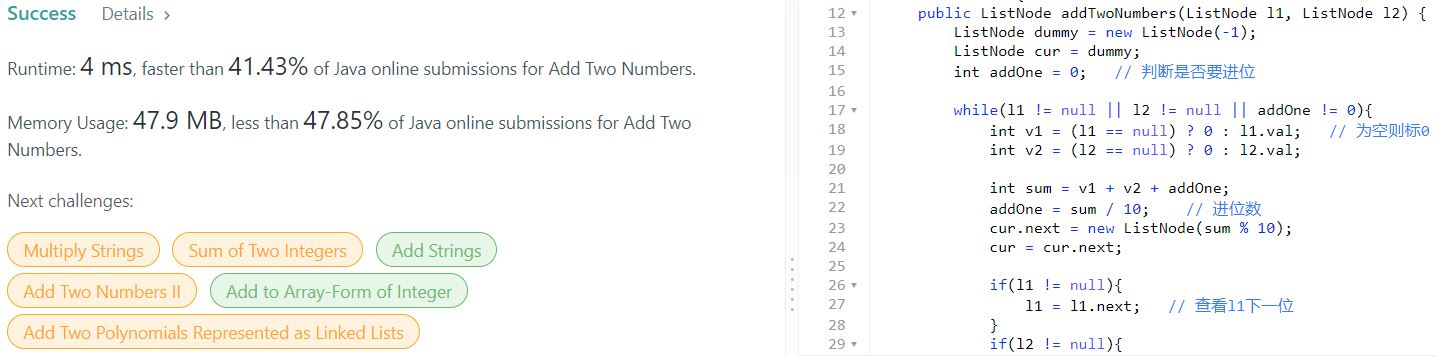 Success Details >
Runtime: 4 ms, faster than 41.43% of Java online submissions for Add Two Numbers.
Memory Usage: 47.9 MB, less than 47.85% of Java online submissions for Add Two
Numbers.
Next challenges:
Multiply Strings Sum of Two Integers Add Strings
Add Two Numbers II Add to Array-Form of Integer
Add Two Polynomials Represented as Linked Lists
12 public ListNode addTwoNumbers(ListNode l1, ListNode l2) {
13 ListNode dummy = new ListNode(-1);
14 ListNode cur = dummy;
15 int addOne = 0; // 判断是否要进位
16
17 while(l1 != null || l2 != null || addOne != 0){
18 int v1 = (l1 == null) ? 0 : l1.val; // 为空则标0
19 int v2 = (l2 == null) ? 0 : l2.val;
20
21 int sum = v1 + v2 + addOne;
22 addOne = sum / 10; // 进位数
23 cur.next = new ListNode(sum % 10);
24 cur = cur.next;
25
26 if(l1 != null){
27 l1 = l1.next; // 查看l1下一位
28 }
29 if(l2 != null){